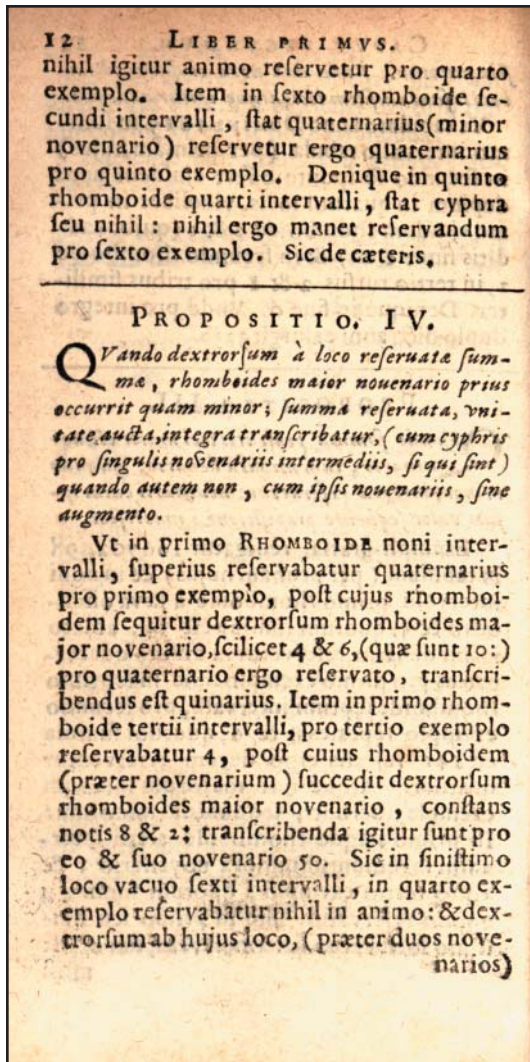 12 LIBER PRIMVS.
nihil igitur animo reſervetur pro quarto
exemplo. Item in ſexto rhomboide ſe-
cundi intervalli, ſtat quaternarius(minor
novenario) reſervetur ergo quaternarius
pro quinto exemplo. Denique in quinto
rhomboide quarti intervalli, ſtat cyphra
ſeu nihil: nihil ergo manet reſervandum
pro ſexto exemplo. Sic de cæteris.
PROPOSITIO. IV.
QVando dextrorſum à loco reſeruatæ ſum-
mæ, rhomboides maior nouenario prius
occurrit quam minor; ſumma reſeruata, vni-
tate aucta,integra tranſcribatur,(cum cyphris
pro ſingulis novenariis intermediis, ſi qui ſint)
quando autem non, cum ipſis nouenariis, ſine
augmento.
Vt in primo RHOMBOIDE noni inter-
valli, ſuperius reſervabatur quaternarius
pro primo exemplo, poſt cujus rhomboi-
dem ſequitur dextrorſum rhomboides ma-
jor novenario,ſcilicet 4 & 6,(quæ ſunt 10:)
pro quaternario ergo reſervato, tranſcri-
bendus eſt quinarius. Item in primo rhom-
boide tertii intervalli, pro tertio exemplo
reſervabatur 4, poſt cuius rhomboidem
(præter novenarium) ſuccedit dextrorſum
rhomboides maior novenario, conſtans
notis 8 & 2: tranſcribenda igitur ſunt pro
eo & ſuo novenario 50. Sic in ſiniſtimo
loco vacuo ſexti intervalli, in quarto ex-
emplo reſervabatur nihil in animo: &dex-
trorſum ab hujus loco, (præter duos nove-
narios)